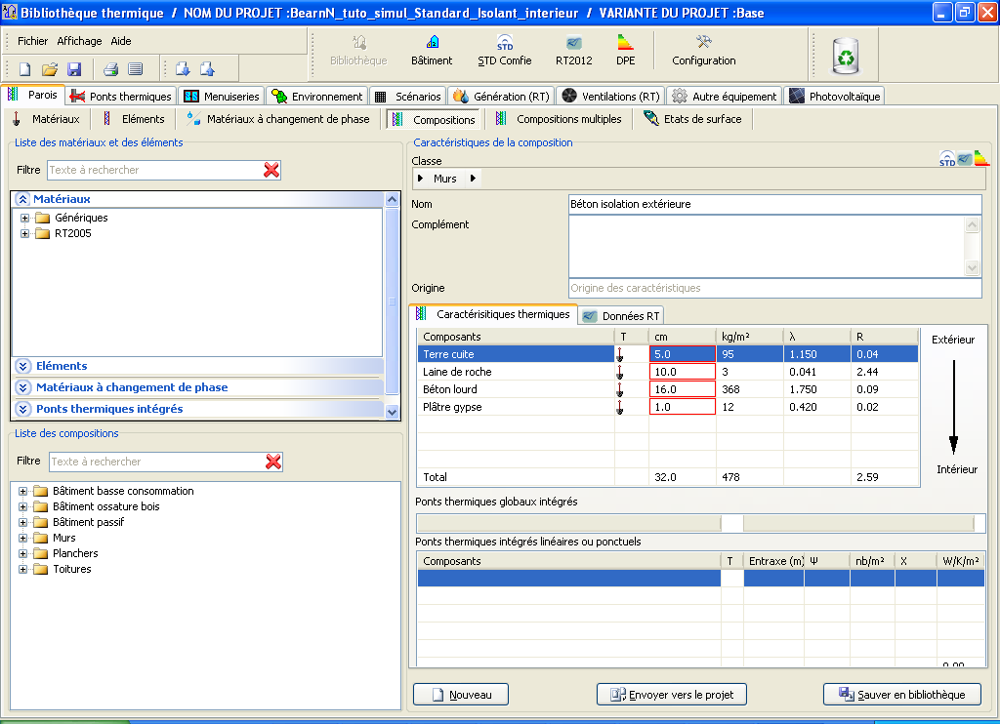 Bibliothèque thermique / NOM DU PROJET :BearnN_tuto_simul_Standard_Isolant_interieur / VARIANTE DU PROJET :Base
Fichier Affichage Aide
Bibliothèque Bâtiment STD Comfie RT2012 DPE Configuration
Parois Ponts thermiques Menuiseries Environnement Scénarios Génération (RT) Ventilations (RT) Autre équipement Photovoltaïque
Matériaux Eléments Matériaux à changement de phase Compositions Compositions multiples Etats de surface
Liste des matériaux et des éléments
Filtre Texte à rechercher
Matériaux
Génériques
RT2005
Eléments
Matériaux à changement de phase
Ponts thermiques intégrés
Liste des compositions
Filtre Texte à rechercher
Bâtiment basse consommation
Bâtiment ossature bois
Bâtiment passif
Murs
Planchers
Toitures
Caractéristiques de la composition
STD
Classe
Murs
Nom Béton isolation extérieure
Complément
Origine Origine des caractéristiques
Caractérisitiques thermiques Données RT
Composants T cm kg/m² λ R
Terre cuite 5.0 95 1.150 0.04
Laine de roche 10.0 3 0.041 2.44
Béton lourd 16.0 368 1.750 0.09
Plâtre gypse 1.0 12 0.420 0.02
Total 32.0 478 2.59
Extérieur
Intérieur
Ponts thermiques globaux intégrés
Ponts thermiques intégrés linéaires ou ponctuels
Composants T Entraxe (m) Ψ nb/m² X W/K/m²
0.00
Nouveau Envoyer vers le projet Sauver en bibliothèque